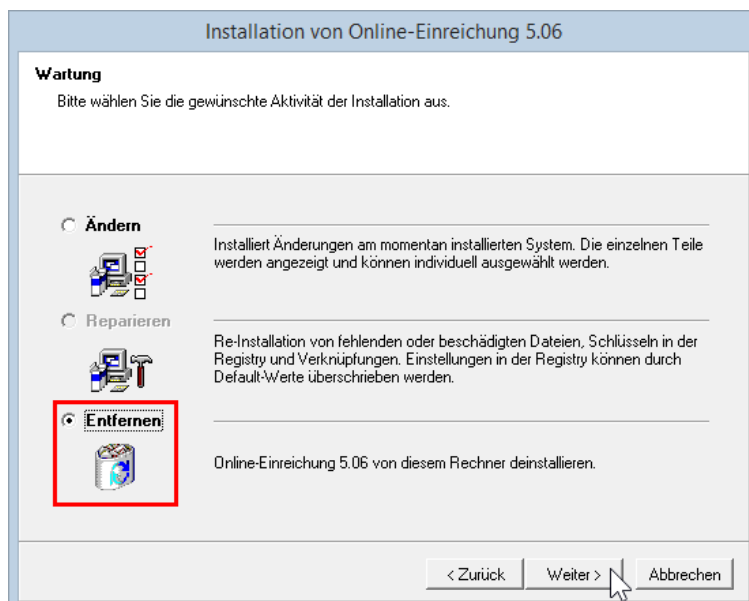 Installation von Online-Einreichung 5.06
Wartung
Bitte wählen Sie die gewünschte Aktivität der Installation aus.
Ändern
Installiert Änderungen am momentan installierten System. Die einzelnen Teile
werden angezeigt und können individuell ausgewählt werden.
Reparieren
Re-Installation von fehlenden oder beschädigten Dateien, Schlüsseln in der
Registry und Verknüpfungen. Einstellungen in der Registry können durch
Default-Werte überschrieben werden.
Entfernen
Online-Einreichung 5.06 von diesem Rechner deinstallieren.
< Zurück
Weiter >
Abbrechen